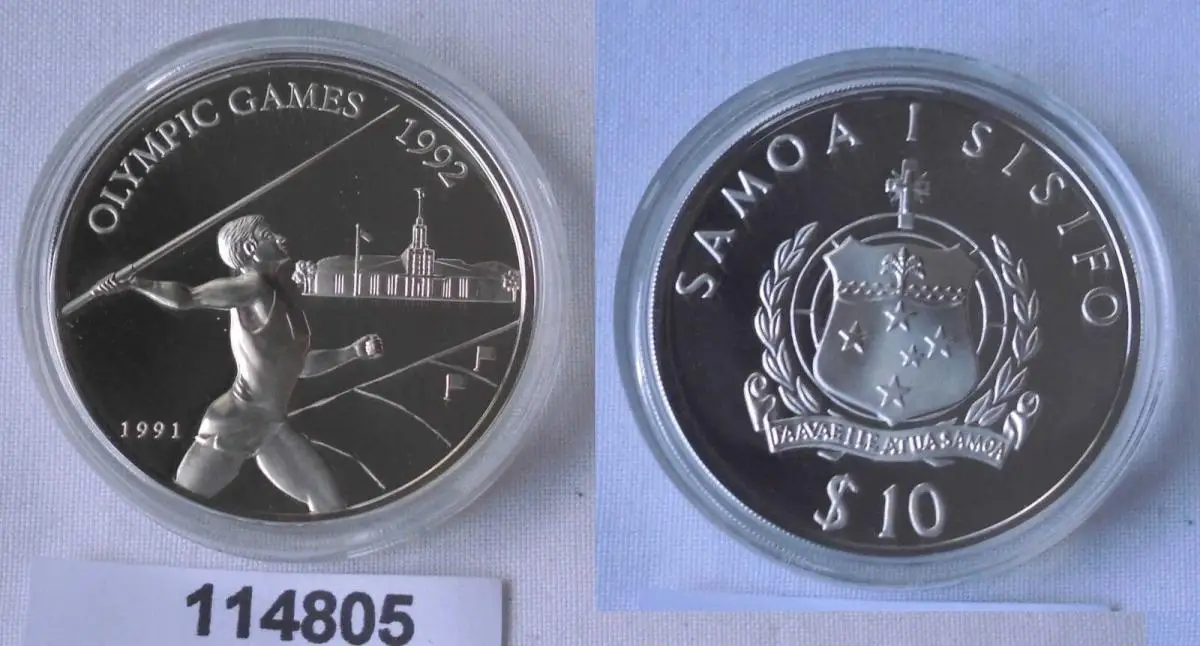 OLYMPIC GAMES 1992
1991
114805
SAMOA I SISIFO
FAAVAE I LE ATUA SAMOA
$10